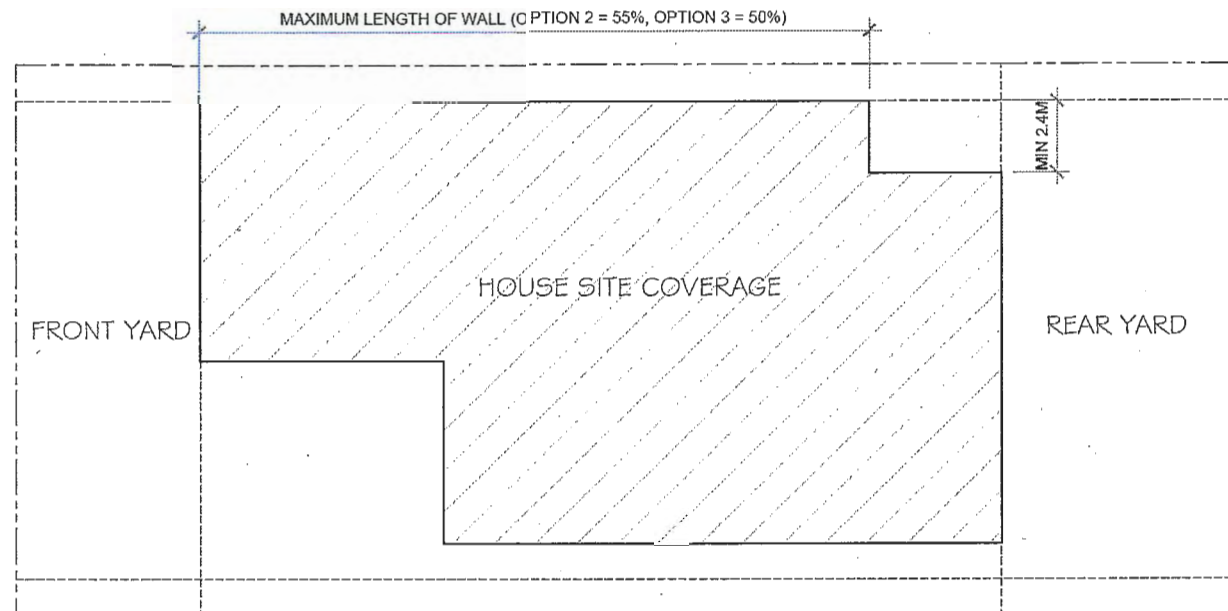 MAXIMUM LENGTH OF WALL (OPTION 2 = 55%, OPTION 3 = 50%)
MIN 2.4M
HOUSE SITE COVERAGE
FRONT YARD
REAR YARD